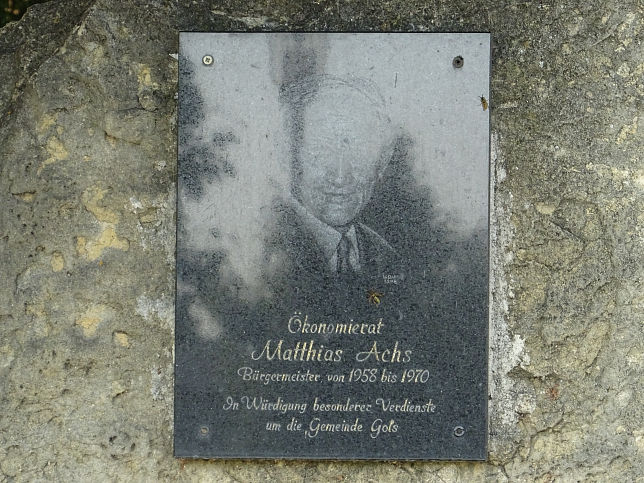 Ökonomierat
Matthias Achs
Bürgermeister von 1958 bis 1970
In Würdigung besonderer Verdienste
um die Gemeinde Gols